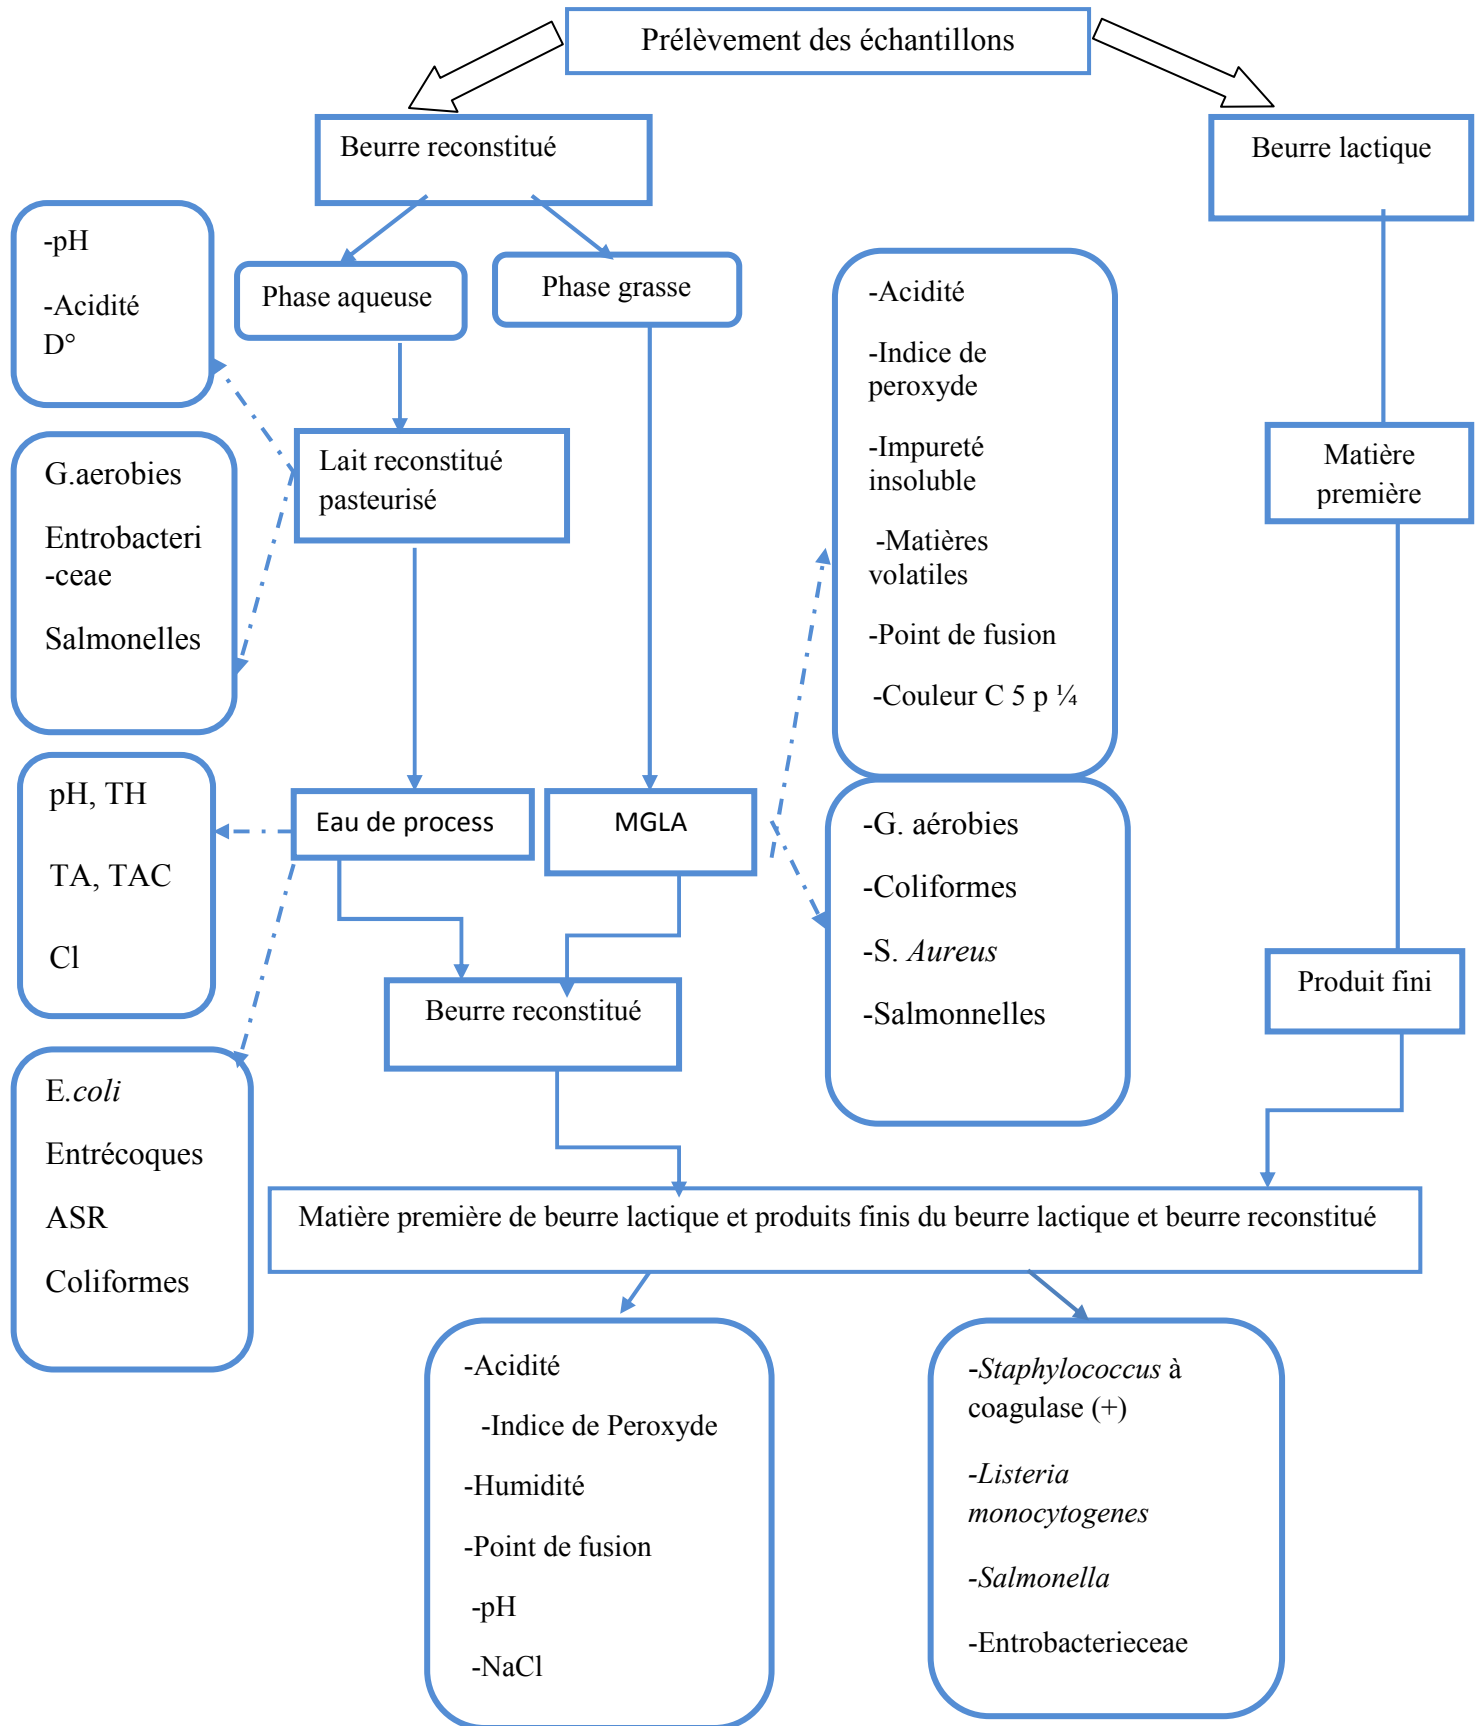 Prélèvement des échantillons
Beurre reconstitué
Beurre lactique
-pH
-Acidité
D°
Phase aqueuse
Phase grasse
-Acidité
-Indice de
peroxyde
-Impureté
insoluble
-Matières
volatiles
-Point de fusion
-Couleur C 5 p ¼
Lait reconstitué
pasteurisé
Matière
première
G.aerobies
Entrobacteri
-ceae
Salmonelles
pH, TH
TA, TAC
Cl
Eau de process
MGLA
-G. aérobies
-Coliformes
-S. Aureus
-Salmonnelles
Beurre reconstitué
Produit fini
E.coli
Entrécoques
ASR
Coliformes
Matière première de beurre lactique et produits finis du beurre lactique et beurre reconstitué
-Acidité
-Indice de Peroxyde
-Humidité
-Point de fusion
-pH
-NaCl
-Staphylococcus à
coagulase (+)
-Listeria
monocytogenes
-Salmonella
-Entrobacterieceae